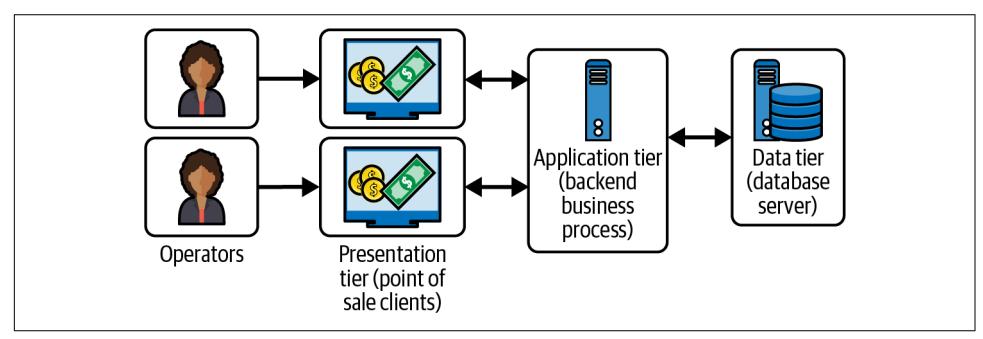 Operators
Presentation
tier (point of
sale clients)
Application tier
(backend
business
process)
Data tier
(database
server)